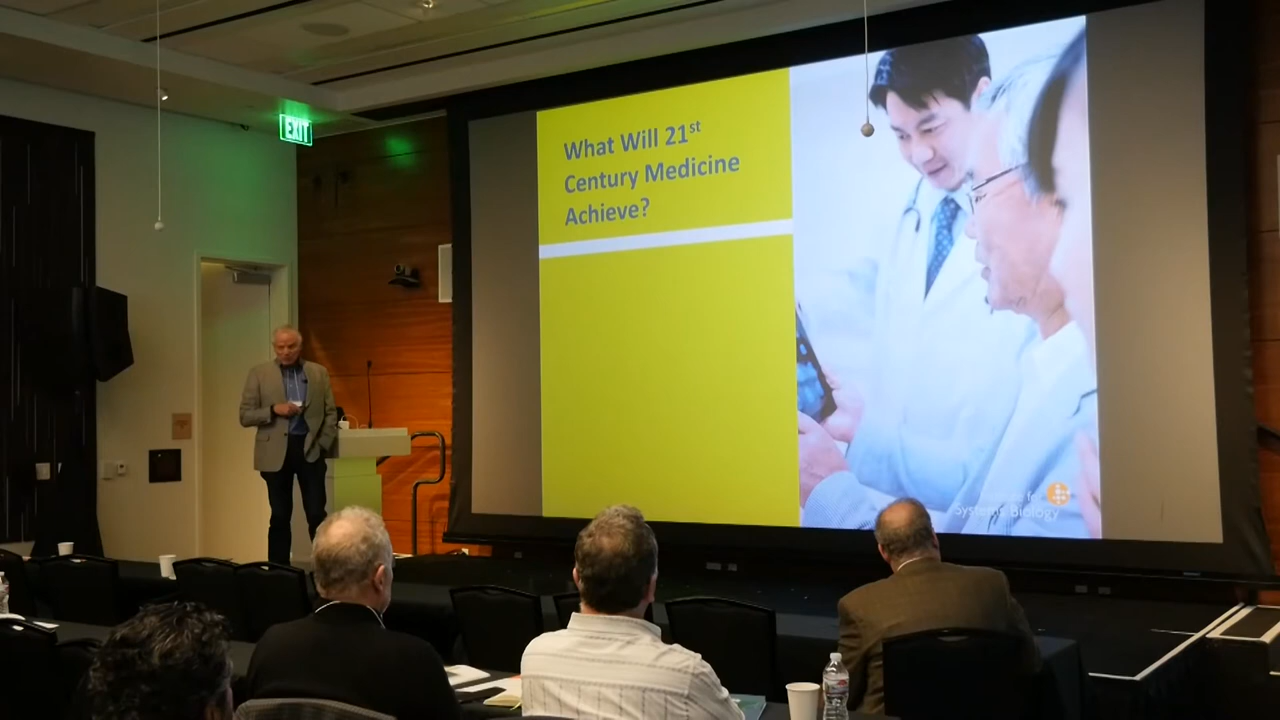 EXIT
What Will 21st
Century Medicine
Achieve?
Systems Biology